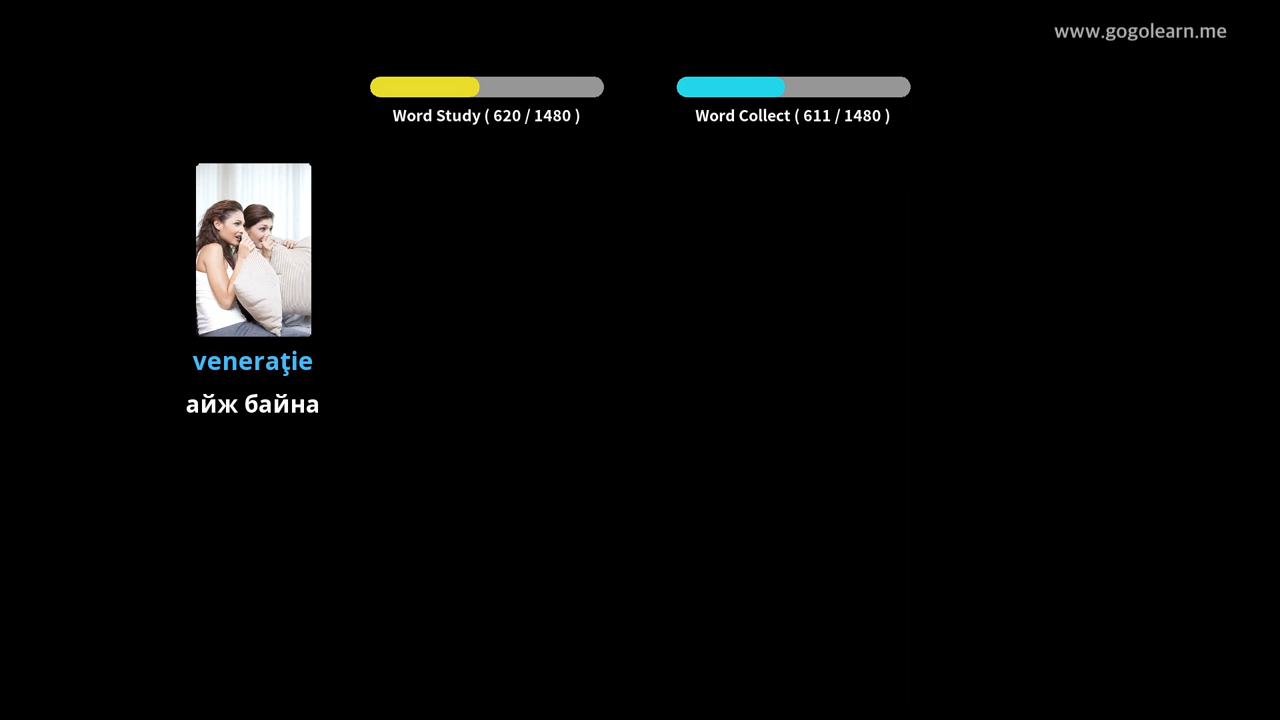 www.gogolearn.me
Word Study ( 620 / 1480 )
Word Collect ( 611 / 1480 )
veneraţie
айж байна